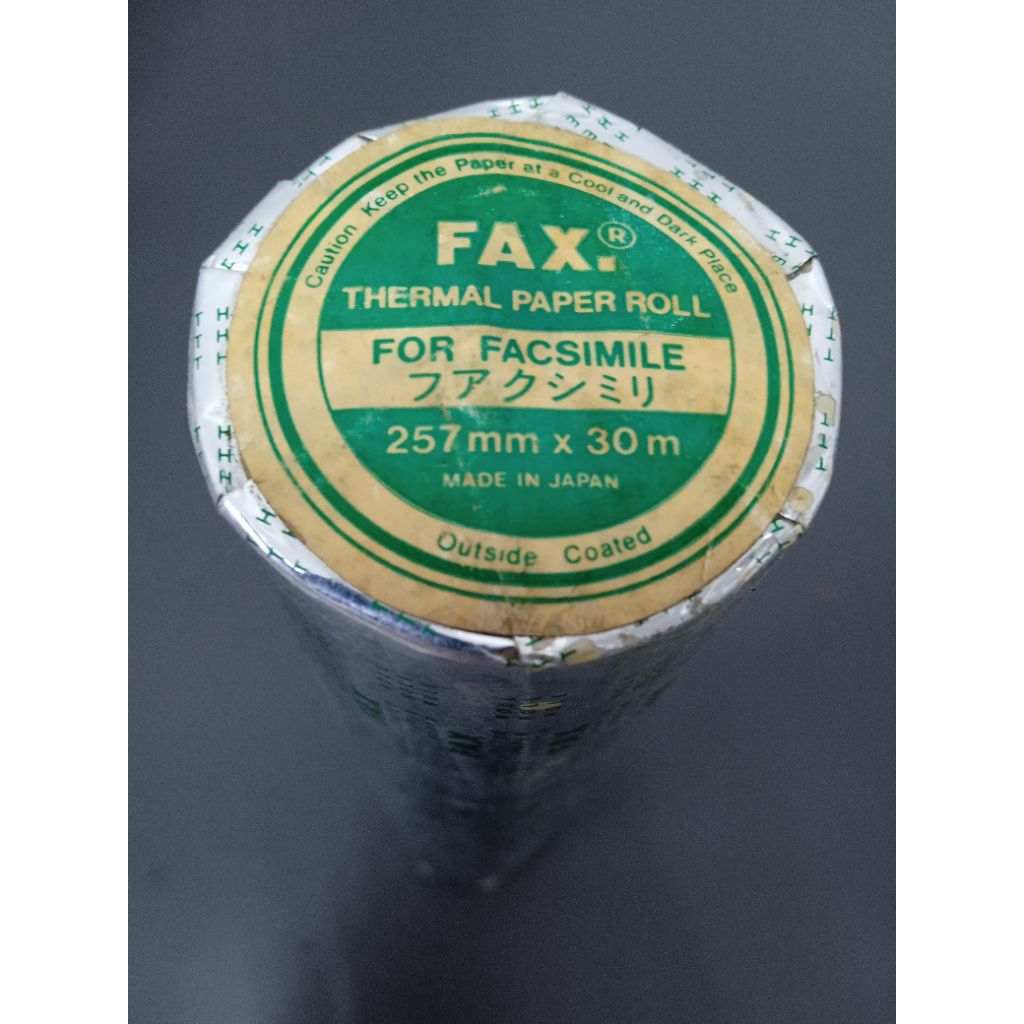 Caution Keep the Paper at a Cool and Dark Place
FAX.®
THERMAL PAPER ROLL
FOR FACSIMILE
フアクシミリ
257mm x 30m
MADE IN JAPAN
Outside Coated